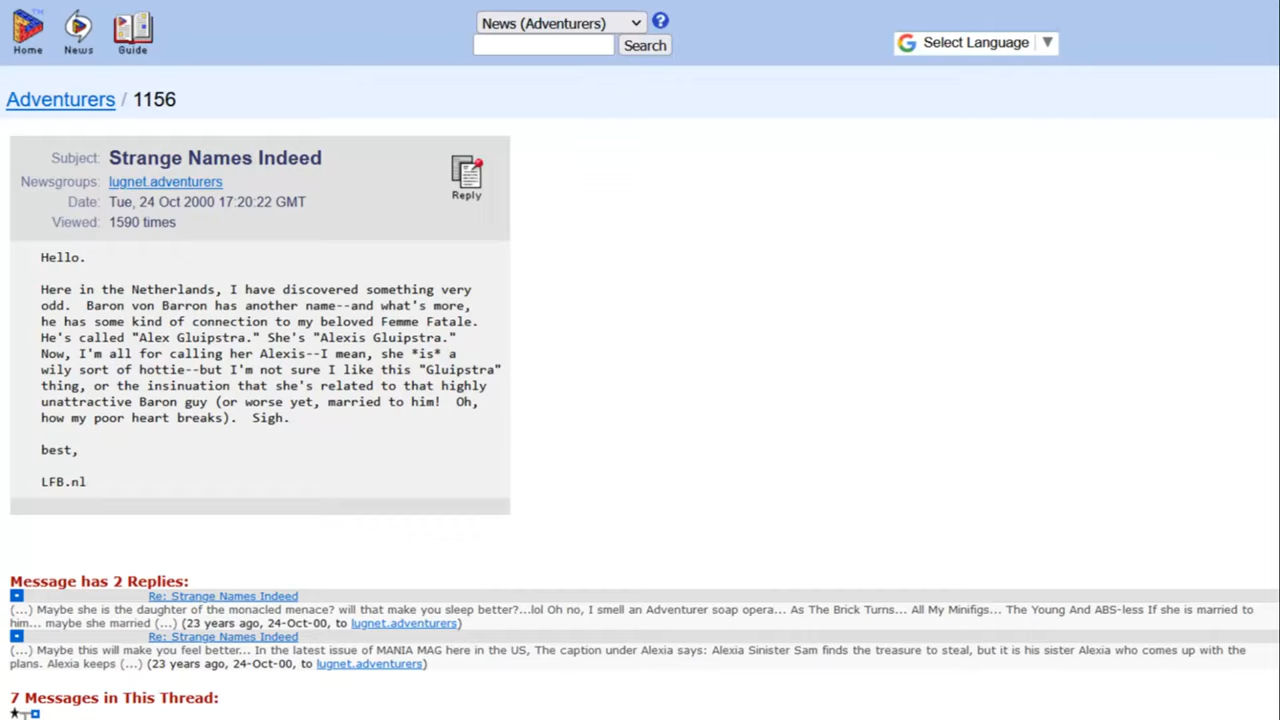 TM
Home
News
Guide
News (Adventurers)
?
Search
G Select Language ▼
Adventurers / 1156
Subject: Strange Names Indeed
Newsgroups: lugnet.adventurers
Date: Tue, 24 Oct 2000 17:20:22 GMT
Viewed: 1590 times
Reply
Hello.
Here in the Netherlands, I have discovered something very
odd.  Baron von Barron has another name--and what's more,
he has some kind of connection to my beloved Femme Fatale.
He's called "Alex Gluipstra." She's "Alexis Gluipstra."
Now, I'm all for calling her Alexis--I mean, she *is* a
wily sort of hottie--but I'm not sure I like this "Gluipstra"
thing, or the insinuation that she's related to that highly
unattractive Baron guy (or worse yet, married to him!  Oh,
how my poor heart breaks).  Sigh.
best,
LFB.nl
Message has 2 Replies:
Re: Strange Names Indeed
(...) Maybe she is the daughter of the monacled menace? will that make you sleep better?...lol Oh no, I smell an Adventurer soap opera... As The Brick Turns... All My Minifigs... The Young And ABS-less If she is married to
him... maybe she married (...) (23 years ago, 24-Oct-00, to lugnet.adventurers)
Re: Strange Names Indeed
(...) Maybe this will make you feel better... In the latest issue of MANIA MAG here in the US, The caption under Alexia says: Alexia Sinister Sam finds the treasure to steal, but it is his sister Alexia who comes up with the
plans. Alexia keeps (...) (23 years ago, 24-Oct-00, to lugnet.adventurers)
7 Messages in This Thread: